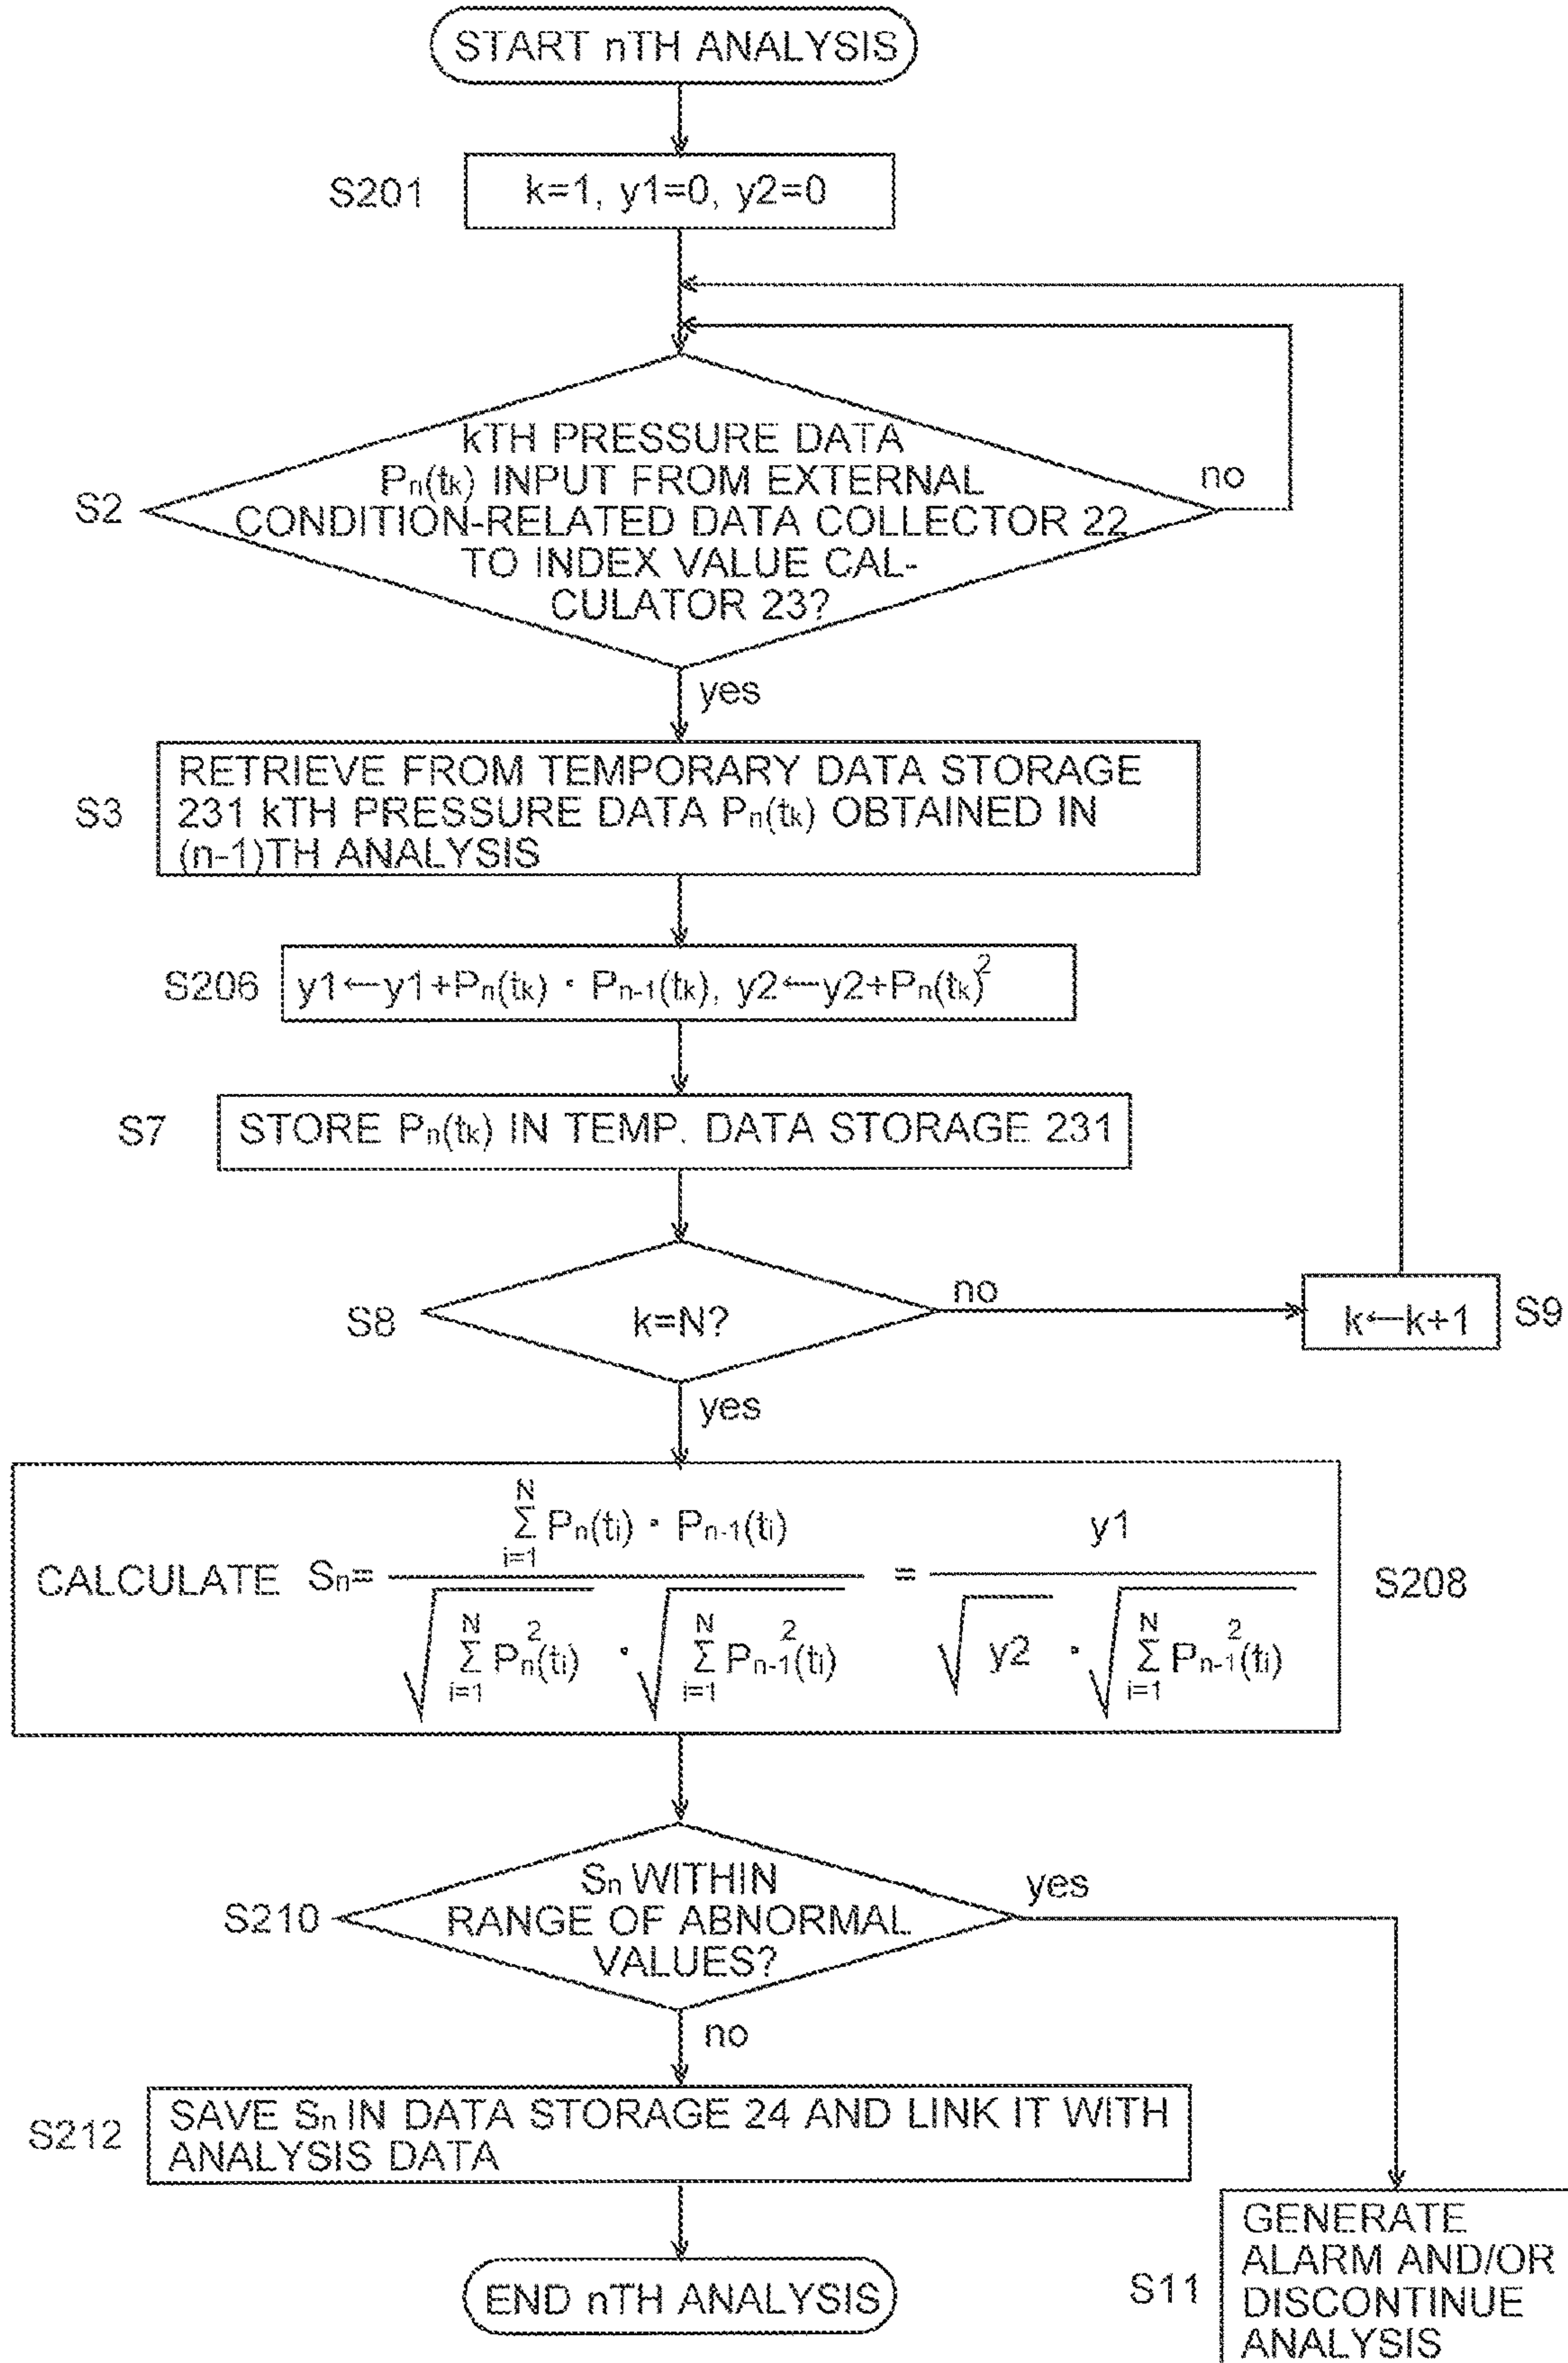 START nTH ANALYSIS
S201
k=1, y1=0, y2=0
kTH PRESSURE DATA
Pn(tk) INPUT FROM EXTERNAL
CONDITION-RELATED DATA COLLECTOR 22
TO INDEX VALUE CAL-
CULATOR 23?
S2
no
yes
S3
RETRIEVE FROM TEMPORARY DATA STORAGE
231 kTH PRESSURE DATA Pn(tk) OBTAINED IN
(n-1)TH ANALYSIS
S206
y1←y1+Pn(tk) · Pn-1(tk), y2←y2+Pn(tk)²
S7
STORE Pn(tk) IN TEMP. DATA STORAGE 231
S8
k=N?
no
k←k+1
S9
yes
CALCULATE Sn= N Σ i=1 Pn(ti) · Pn-1(ti) / √ N Σ i=1 Pn²(ti) · √ N Σ i=1 Pn-1²(ti) = y1 / √ y2 · √ N Σ i=1 Pn-1²(ti)
S208
S210
Sn WITHIN
RANGE OF ABNORMAL
VALUES?
yes
no
S212
SAVE Sn IN DATA STORAGE 24 AND LINK IT WITH
ANALYSIS DATA
END nTH ANALYSIS
S11
GENERATE
ALARM AND/OR
DISCONTINUE
ANALYSIS